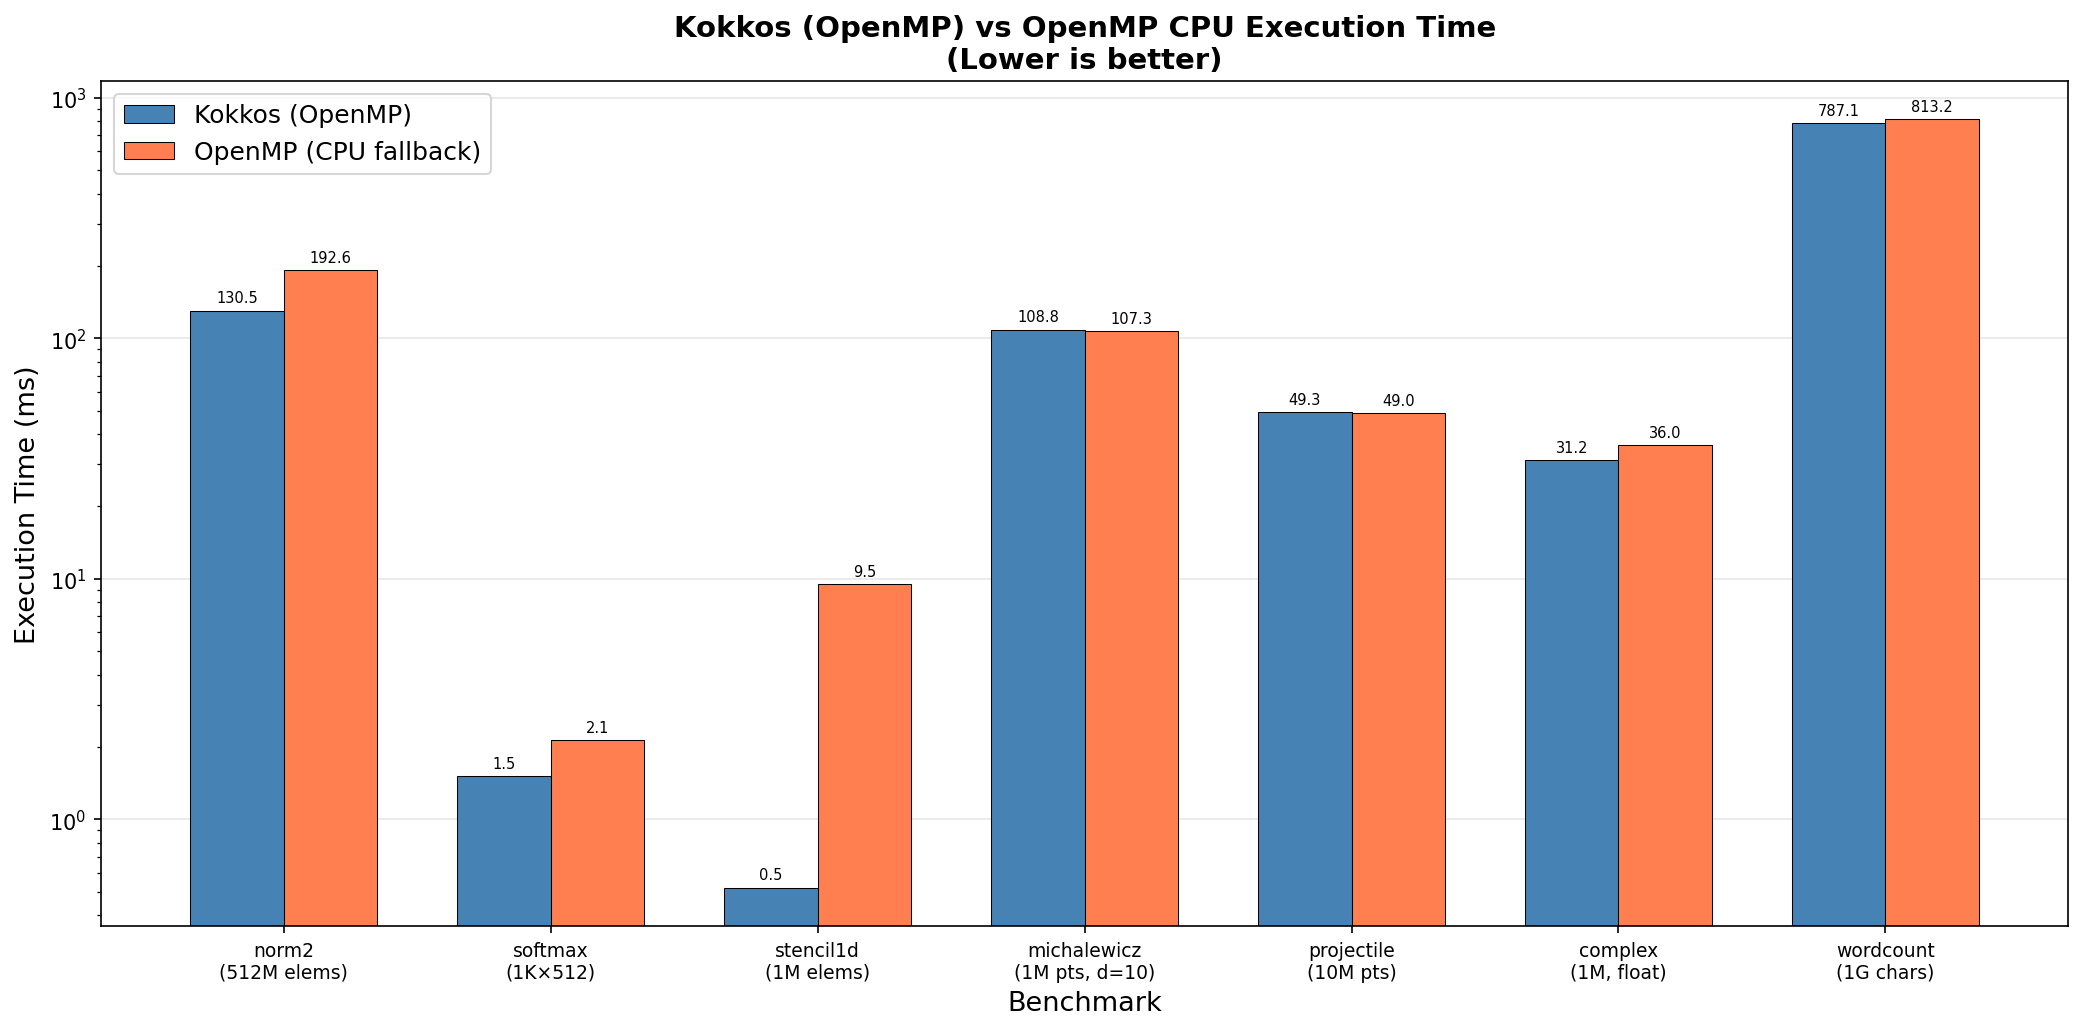 Kokkos (OpenMP) vs OpenMP CPU Execution Time
(Lower is better)
Kokkos (OpenMP)
OpenMP (CPU fallback)
Execution Time (ms)
10³
10²
10¹
10⁰
130.5
192.6
1.5
2.1
0.5
9.5
108.8
107.3
49.3
49.0
31.2
36.0
787.1
813.2
norm2
(512M elems)
softmax
(1K×512)
stencil1d
(1M elems)
michalewicz
(1M pts, d=10)
projectile
(10M pts)
complex
(1M, float)
wordcount
(1G chars)
Benchmark